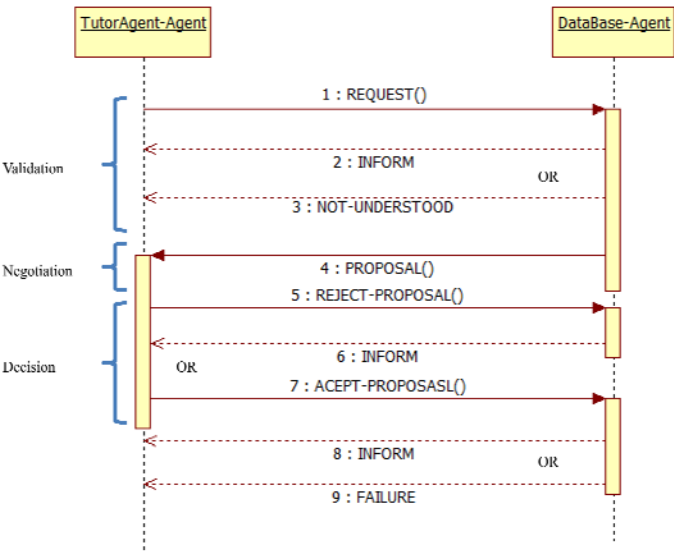 TutorAgent-Agent
DataBase-Agent
1 : REQUEST()
2 : INFORM
Validation
OR
3 : NOT-UNDERSTOOD
4 : PROPOSAL()
Negotiation
5 : REJECT-PROPOSAL()
6 : INFORM
Decision
OR
7 : ACEPT-PROPOSASL()
8 : INFORM
OR
9 : FAILURE